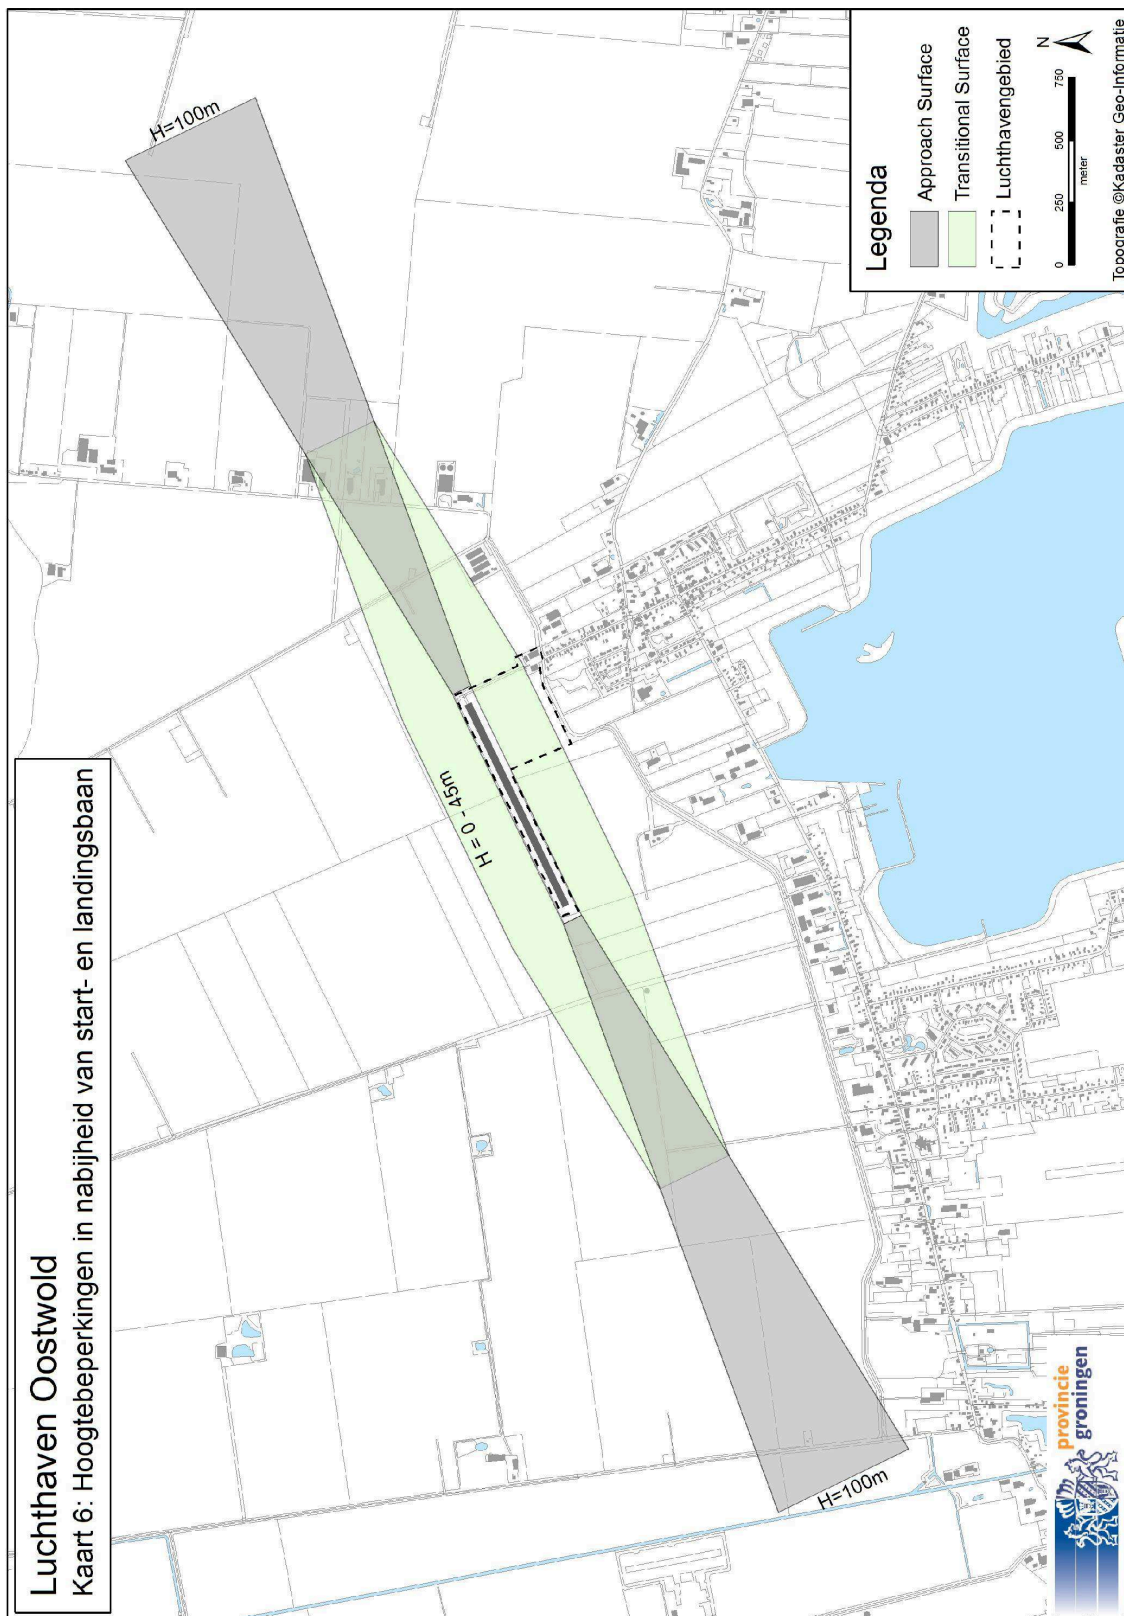 Luchthaven Oostwold
Kaart 6: Hoogtebeperkingen in nabijheid van start- en landingsbaan
H=100m
H = 0 - 45m
H=100m
Legenda
Approach Surface
Transitional Surface
Luchthavengebied
N
0 250 500 750
meter
Topografie ©Kadaster Geo-Informatie
provincie
groningen